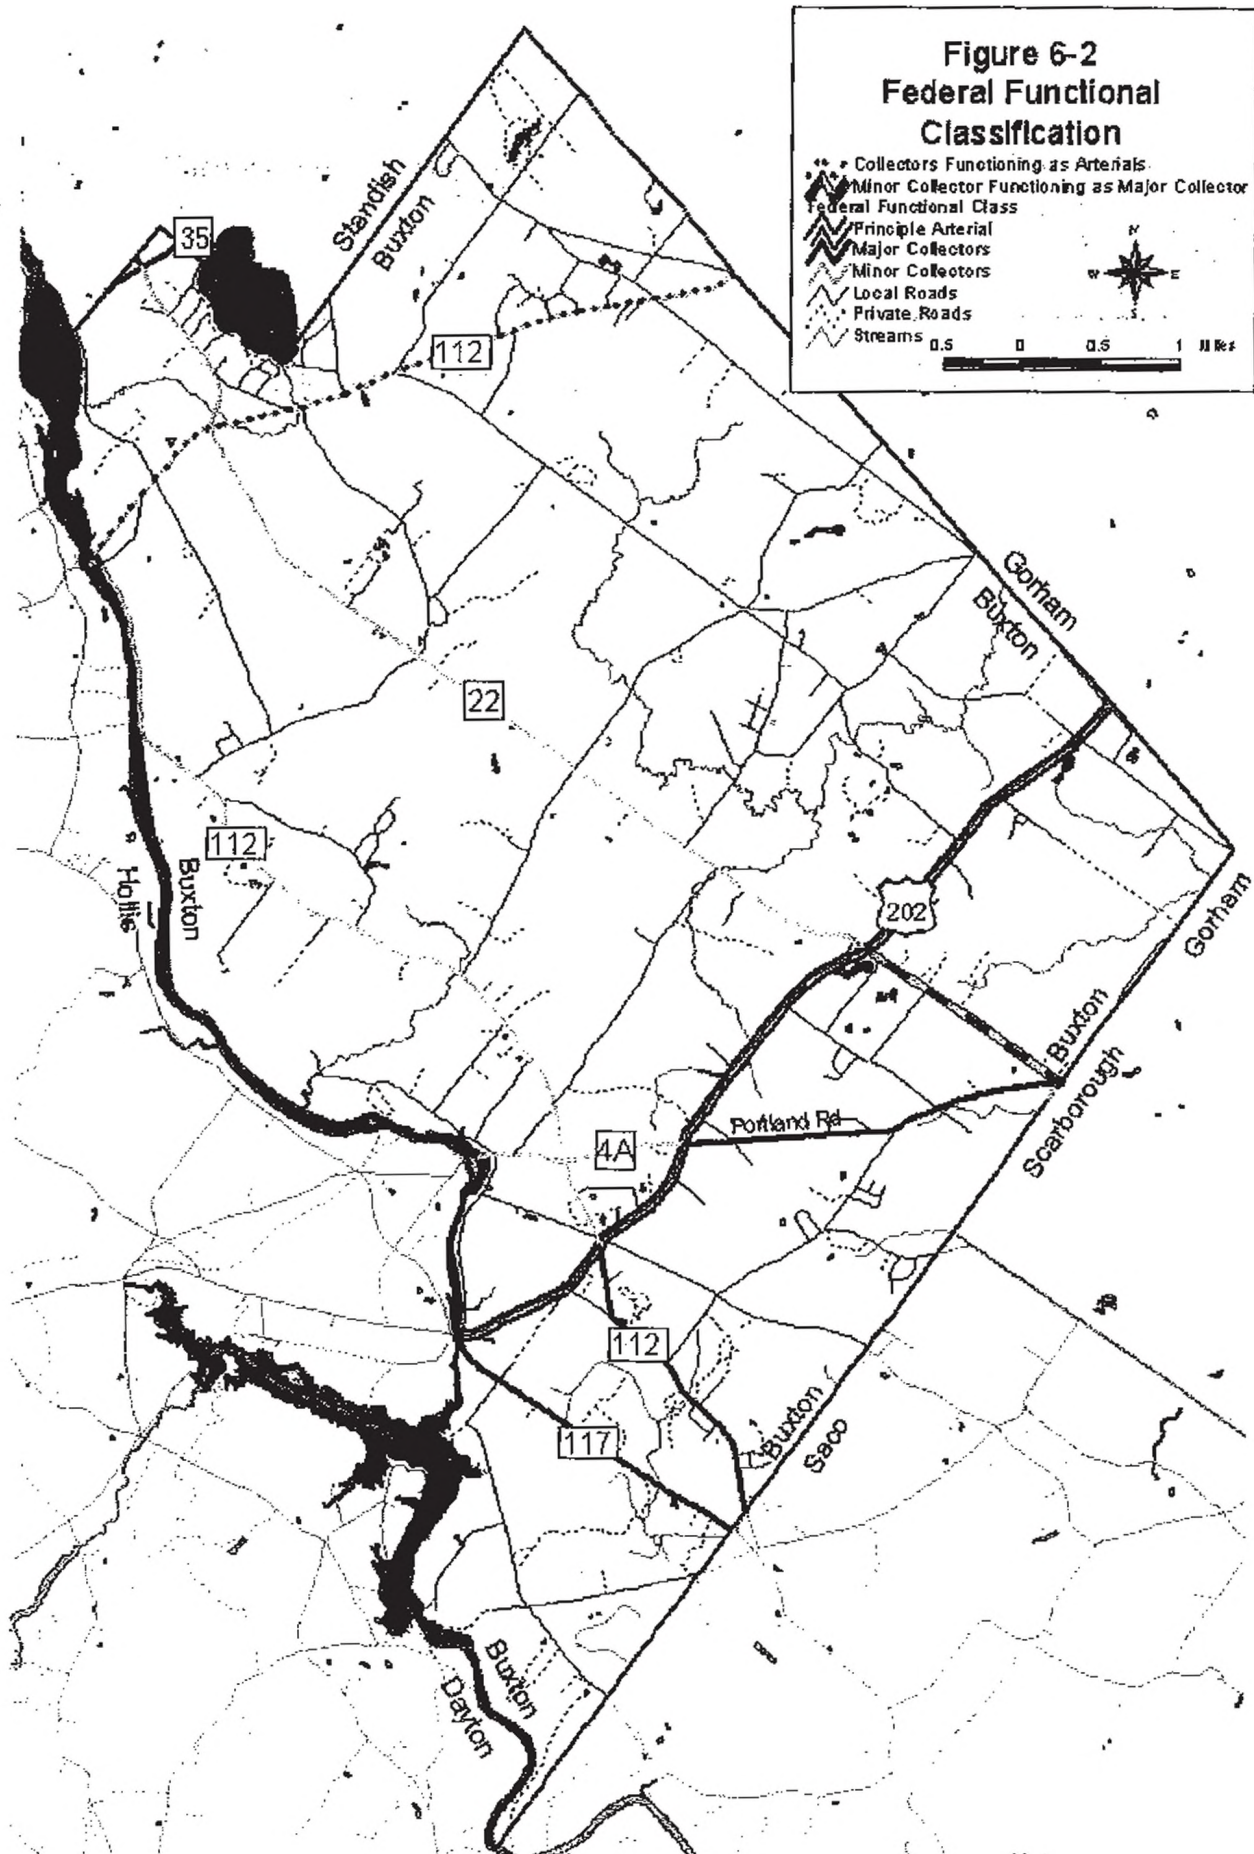 Figure 6-2
Federal Functional
Classification
Collectors Functioning as Arterials
Minor Collector Functioning as Major Collector
Federal Functional Class
Principle Arterial
Major Collectors
Minor Collectors
Local Roads
Private Roads
Streams
N
W
E
S
0.5 0 0.5 1 Miles
Standish
Buxton
35
112
Gorham
Buxton
22
112
Buxton
Hollis
202
Gorham
Buxton
Scarborough
Portland Rd
4A
112
117
Buxton
Saco
Buxton
Dayton